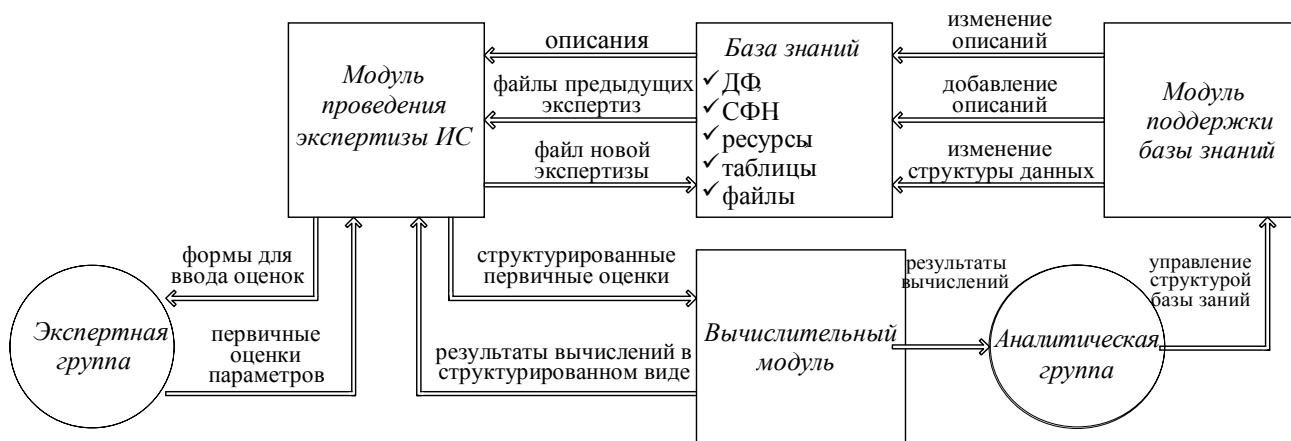 Модуль
проведения
экспертизы ИС
описания
файлы предыдущих
экспертиз
файл новой
экспертизы
База знаний
ДФ,
СФН
ресурсы,
таблицы
файлы
изменение
описаний
добавление
описаний
изменение
структуры данных
Модуль
поддержки
базы знаний
формы для
ввода оценок
структурированные
первичные оценки
результаты
вычислений
управление
структурой
базы заний
Экспертная
группа
первичные
оценки
параметров
результаты вычислений в
структурированном виде
Вычислительный
модуль
Аналитическая
группа